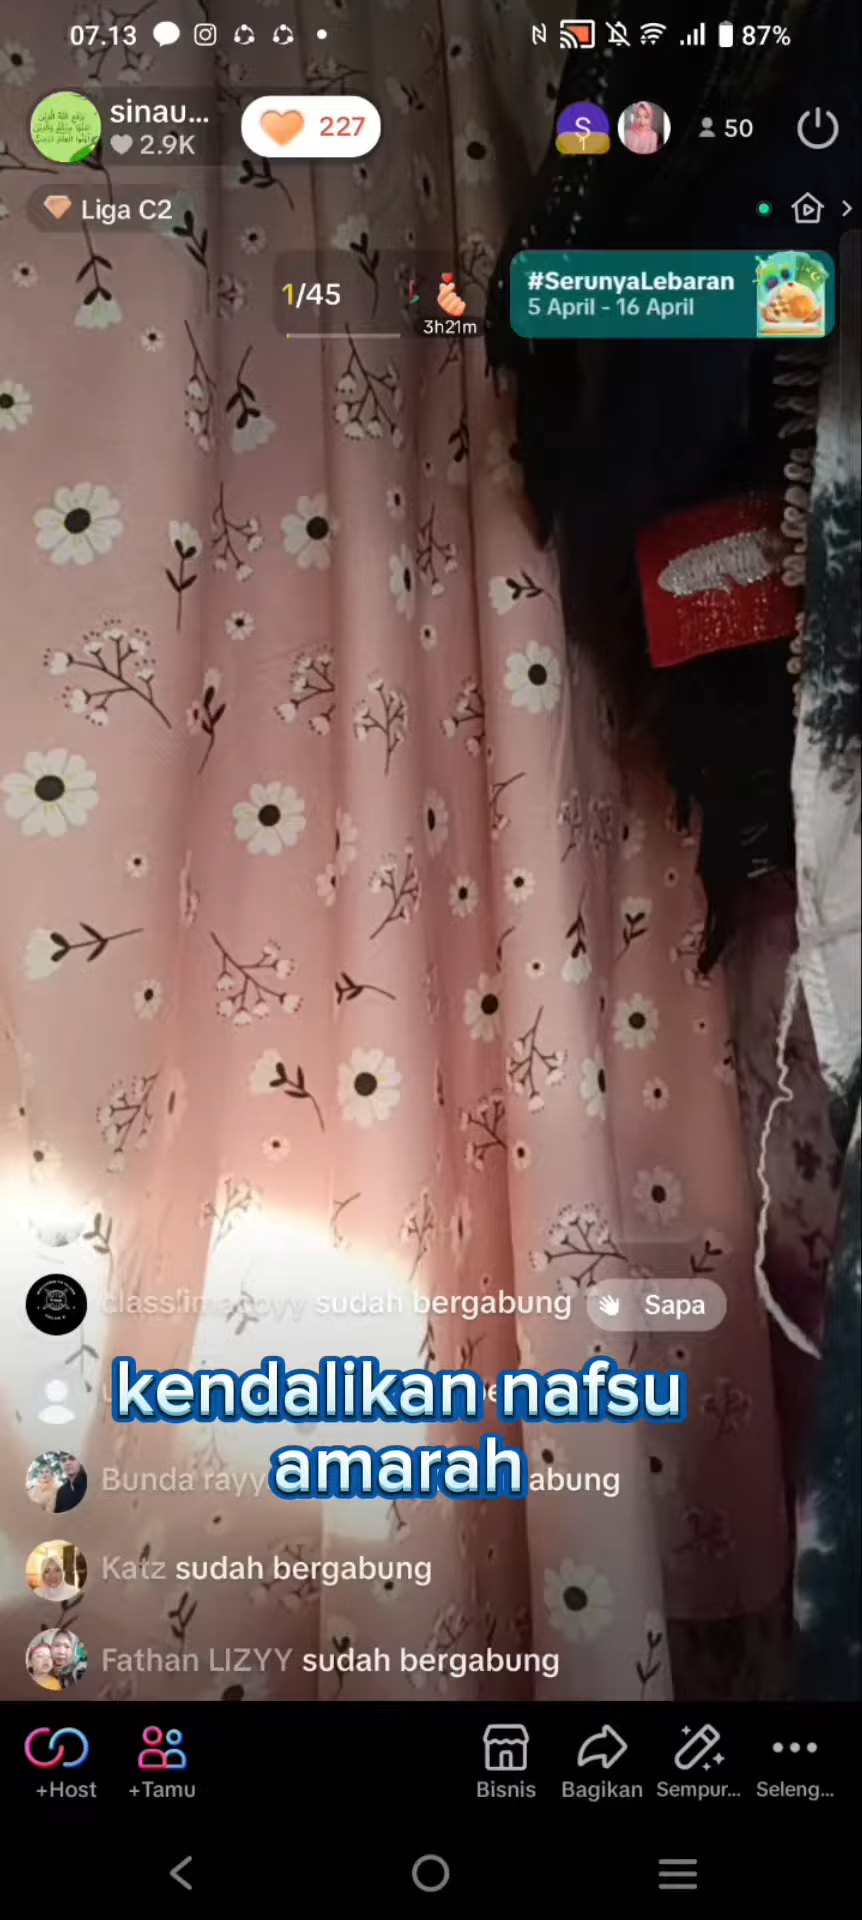 07.13
87%
sinau...
2.9K
227
S
50
Liga C2
1/45
3h21m
#SerunyaLebaran
5 April - 16 April
sudah bergabung
Sapa
kendalikan nafsu
amarah
Bunda rayy
abung
Katz sudah bergabung
Fathan LIZYY sudah bergabung
+Host
+Tamu
Bisnis
Bagikan
Sempur...
Seleng...